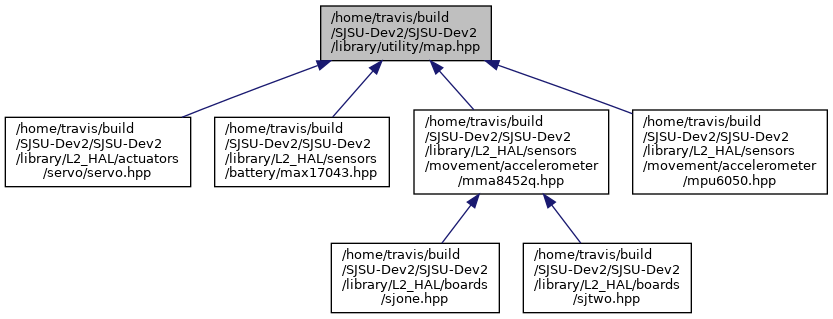 /home/travis/build
/SJSU-Dev2/SJSU-Dev2
/library/utility/map.hpp
/home/travis/build
/SJSU-Dev2/SJSU-Dev2
/library/L2_HAL/actuators
/servo/servo.hpp
/home/travis/build
/SJSU-Dev2/SJSU-Dev2
/library/L2_HAL/sensors
/battery/max17043.hpp
/home/travis/build
/SJSU-Dev2/SJSU-Dev2
/library/L2_HAL/sensors
/movement/accelerometer
/mma8452q.hpp
/home/travis/build
/SJSU-Dev2/SJSU-Dev2
/library/L2_HAL/sensors
/movement/accelerometer
/mpu6050.hpp
/home/travis/build
/SJSU-Dev2/SJSU-Dev2
/library/L2_HAL/boards
/sjone.hpp
/home/travis/build
/SJSU-Dev2/SJSU-Dev2
/library/L2_HAL/boards
/sjtwo.hpp